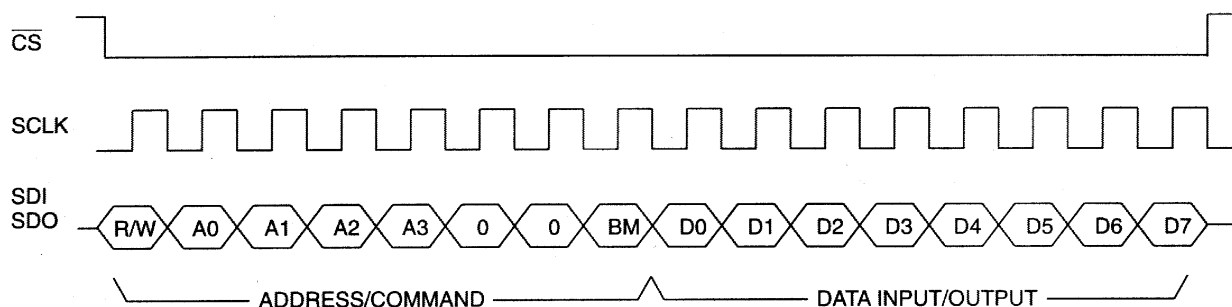 C̅S̅
SCLK
SDI
SDO
R/W A0 A1 A2 A3 0 0 BM D0 D1 D2 D3 D4 D5 D6 D7
ADDRESS/COMMAND DATA INPUT/OUTPUT